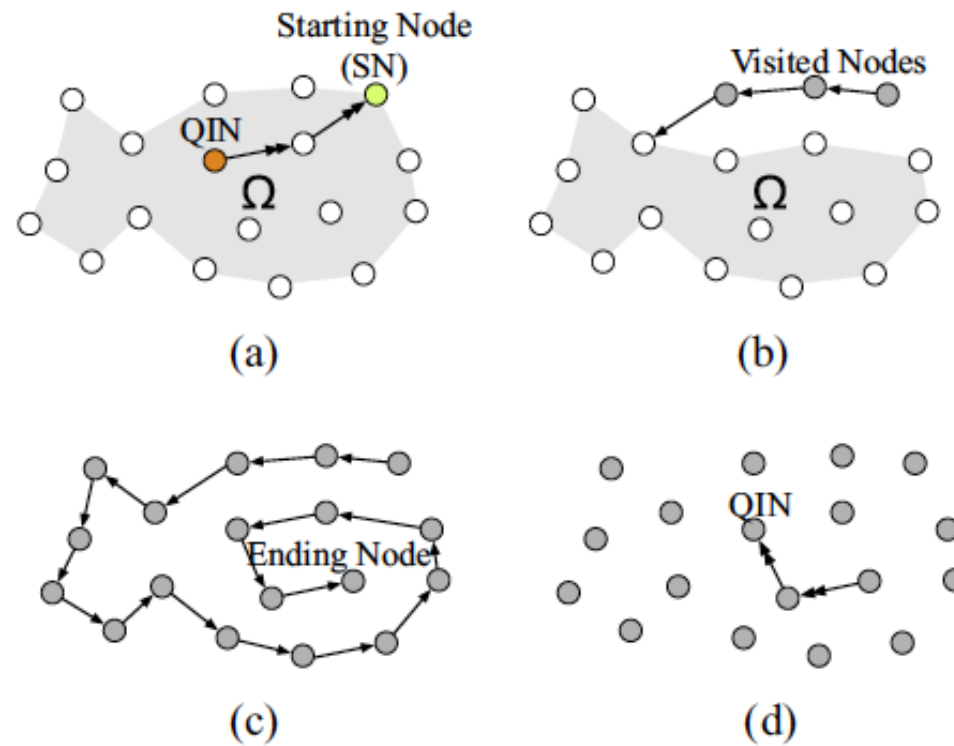 Starting Node
(SN)
QIN
Ω
(a)
Visited Nodes
Ω
(b)
Ending Node
(c)
QIN
(d)